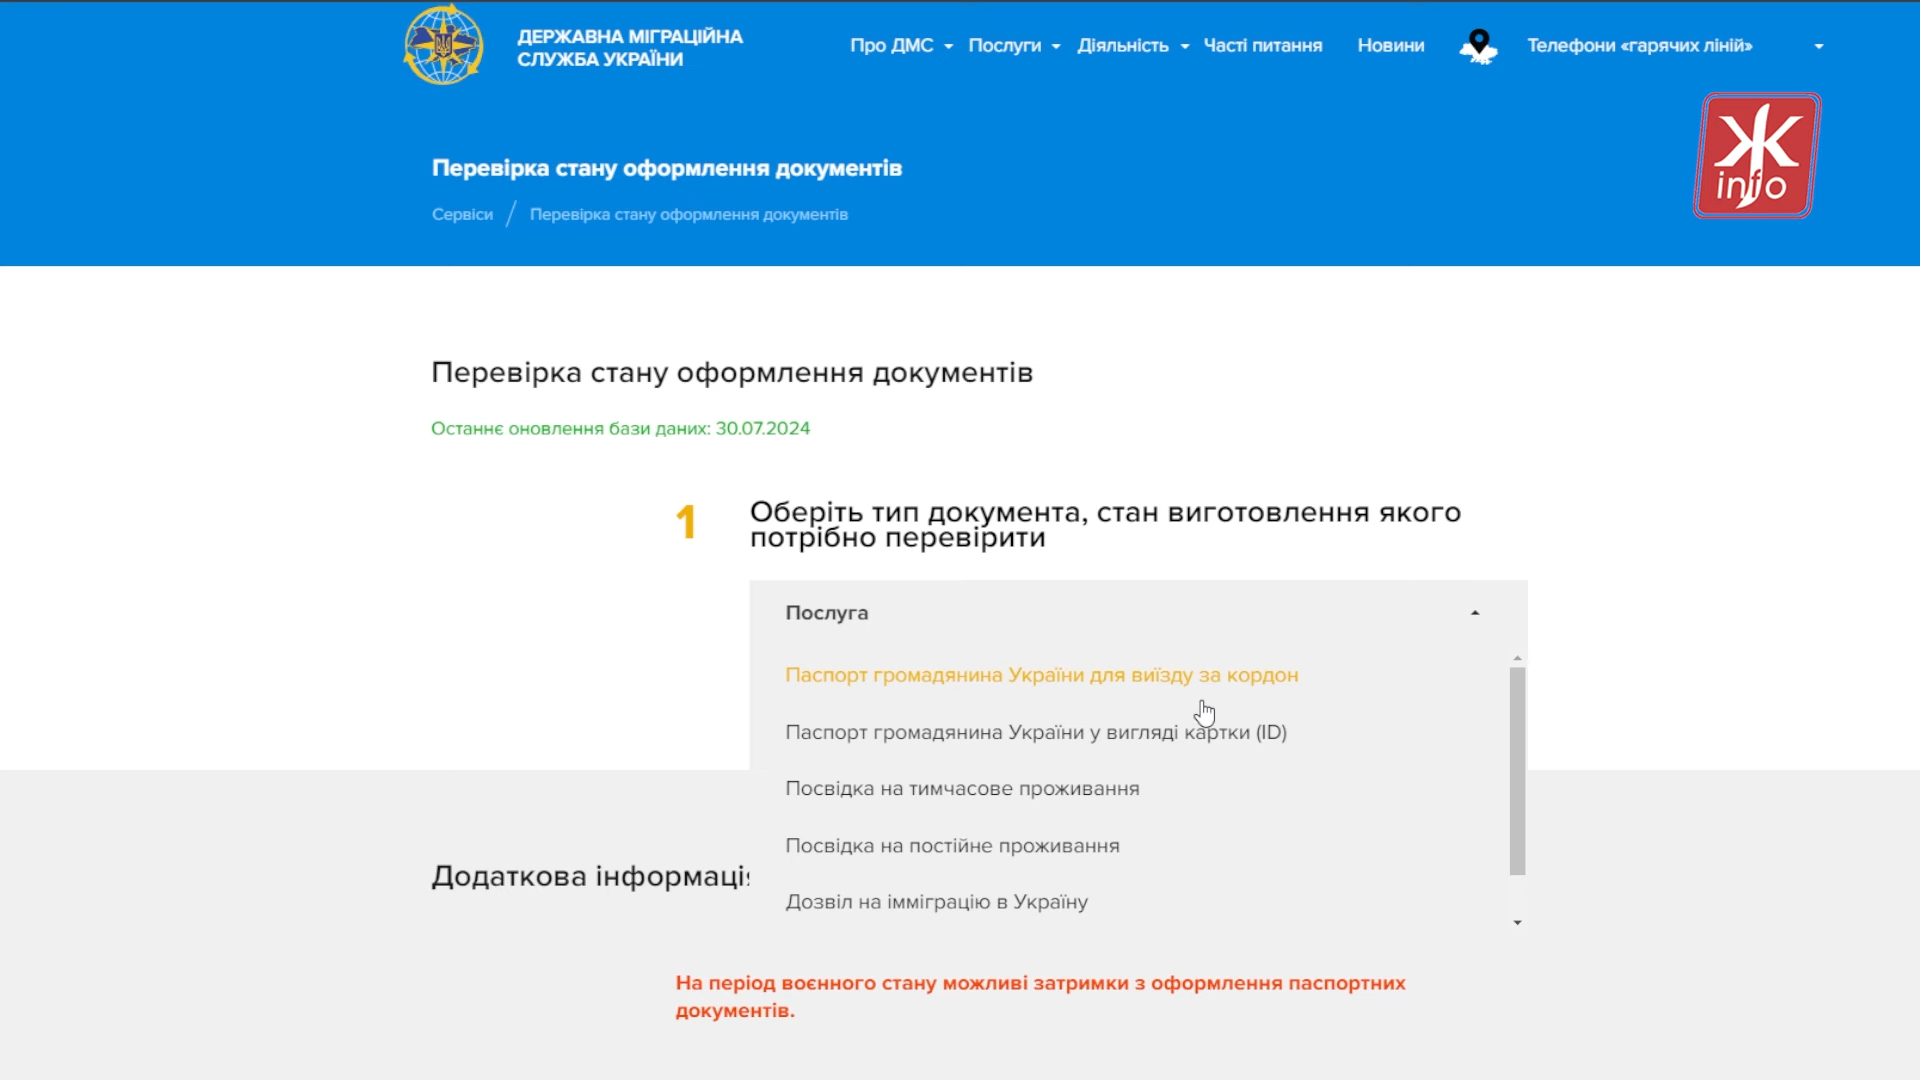 ДЕРЖАВНА МІГРАЦІЙНА
СЛУЖБА УКРАЇНИ
Про ДМС
Послуги
Діяльність
Часті питання
Новини
Телефони «гарячих ліній»
Ж
info
Перевірка стану оформлення документів
Сервіси / Перевірка стану оформлення документів
Перевірка стану оформлення документів
Останнє оновлення бази даних: 30.07.2024
1
Оберіть тип документа, стан виготовлення якого
потрібно перевірити
Послуга
Паспорт громадянина України для виїзду за кордон
Паспорт громадянина України у вигляді картки (ID)
Посвідка на тимчасове проживання
Посвідка на постійне проживання
Дозвіл на імміграцію в Україну
Додаткова інформація
На період воєнного стану можливі затримки з оформлення паспортних
документів.